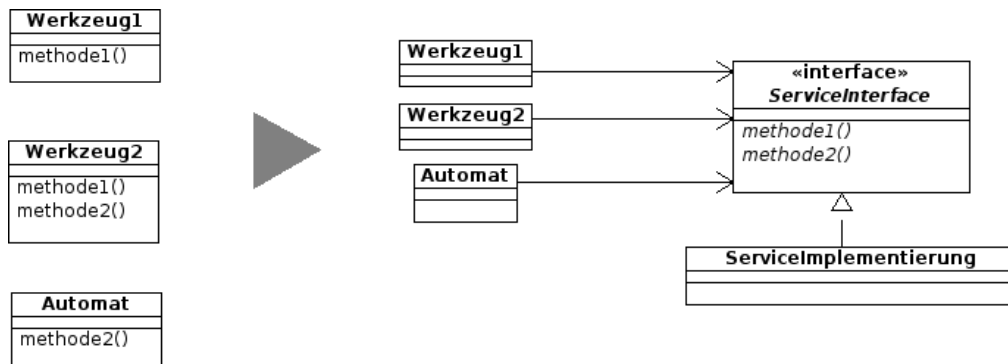 Werkzeug1
methode1()
Werkzeug2
methode1()
methode2()
Automat
methode2()
Werkzeug1
Werkzeug2
Automat
«interface»
ServiceInterface
methode1()
methode2()
ServiceImplementierung